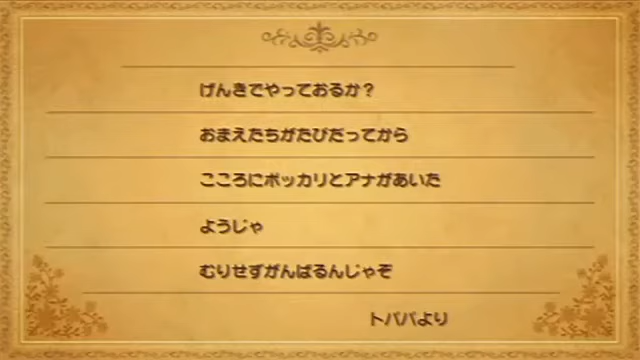 げんきでやっておるか？
おまえたちがたびだってから
こころにポッカリとアナがあいた
ようじゃ
むりせずがんばるんじゃぞ
トババより